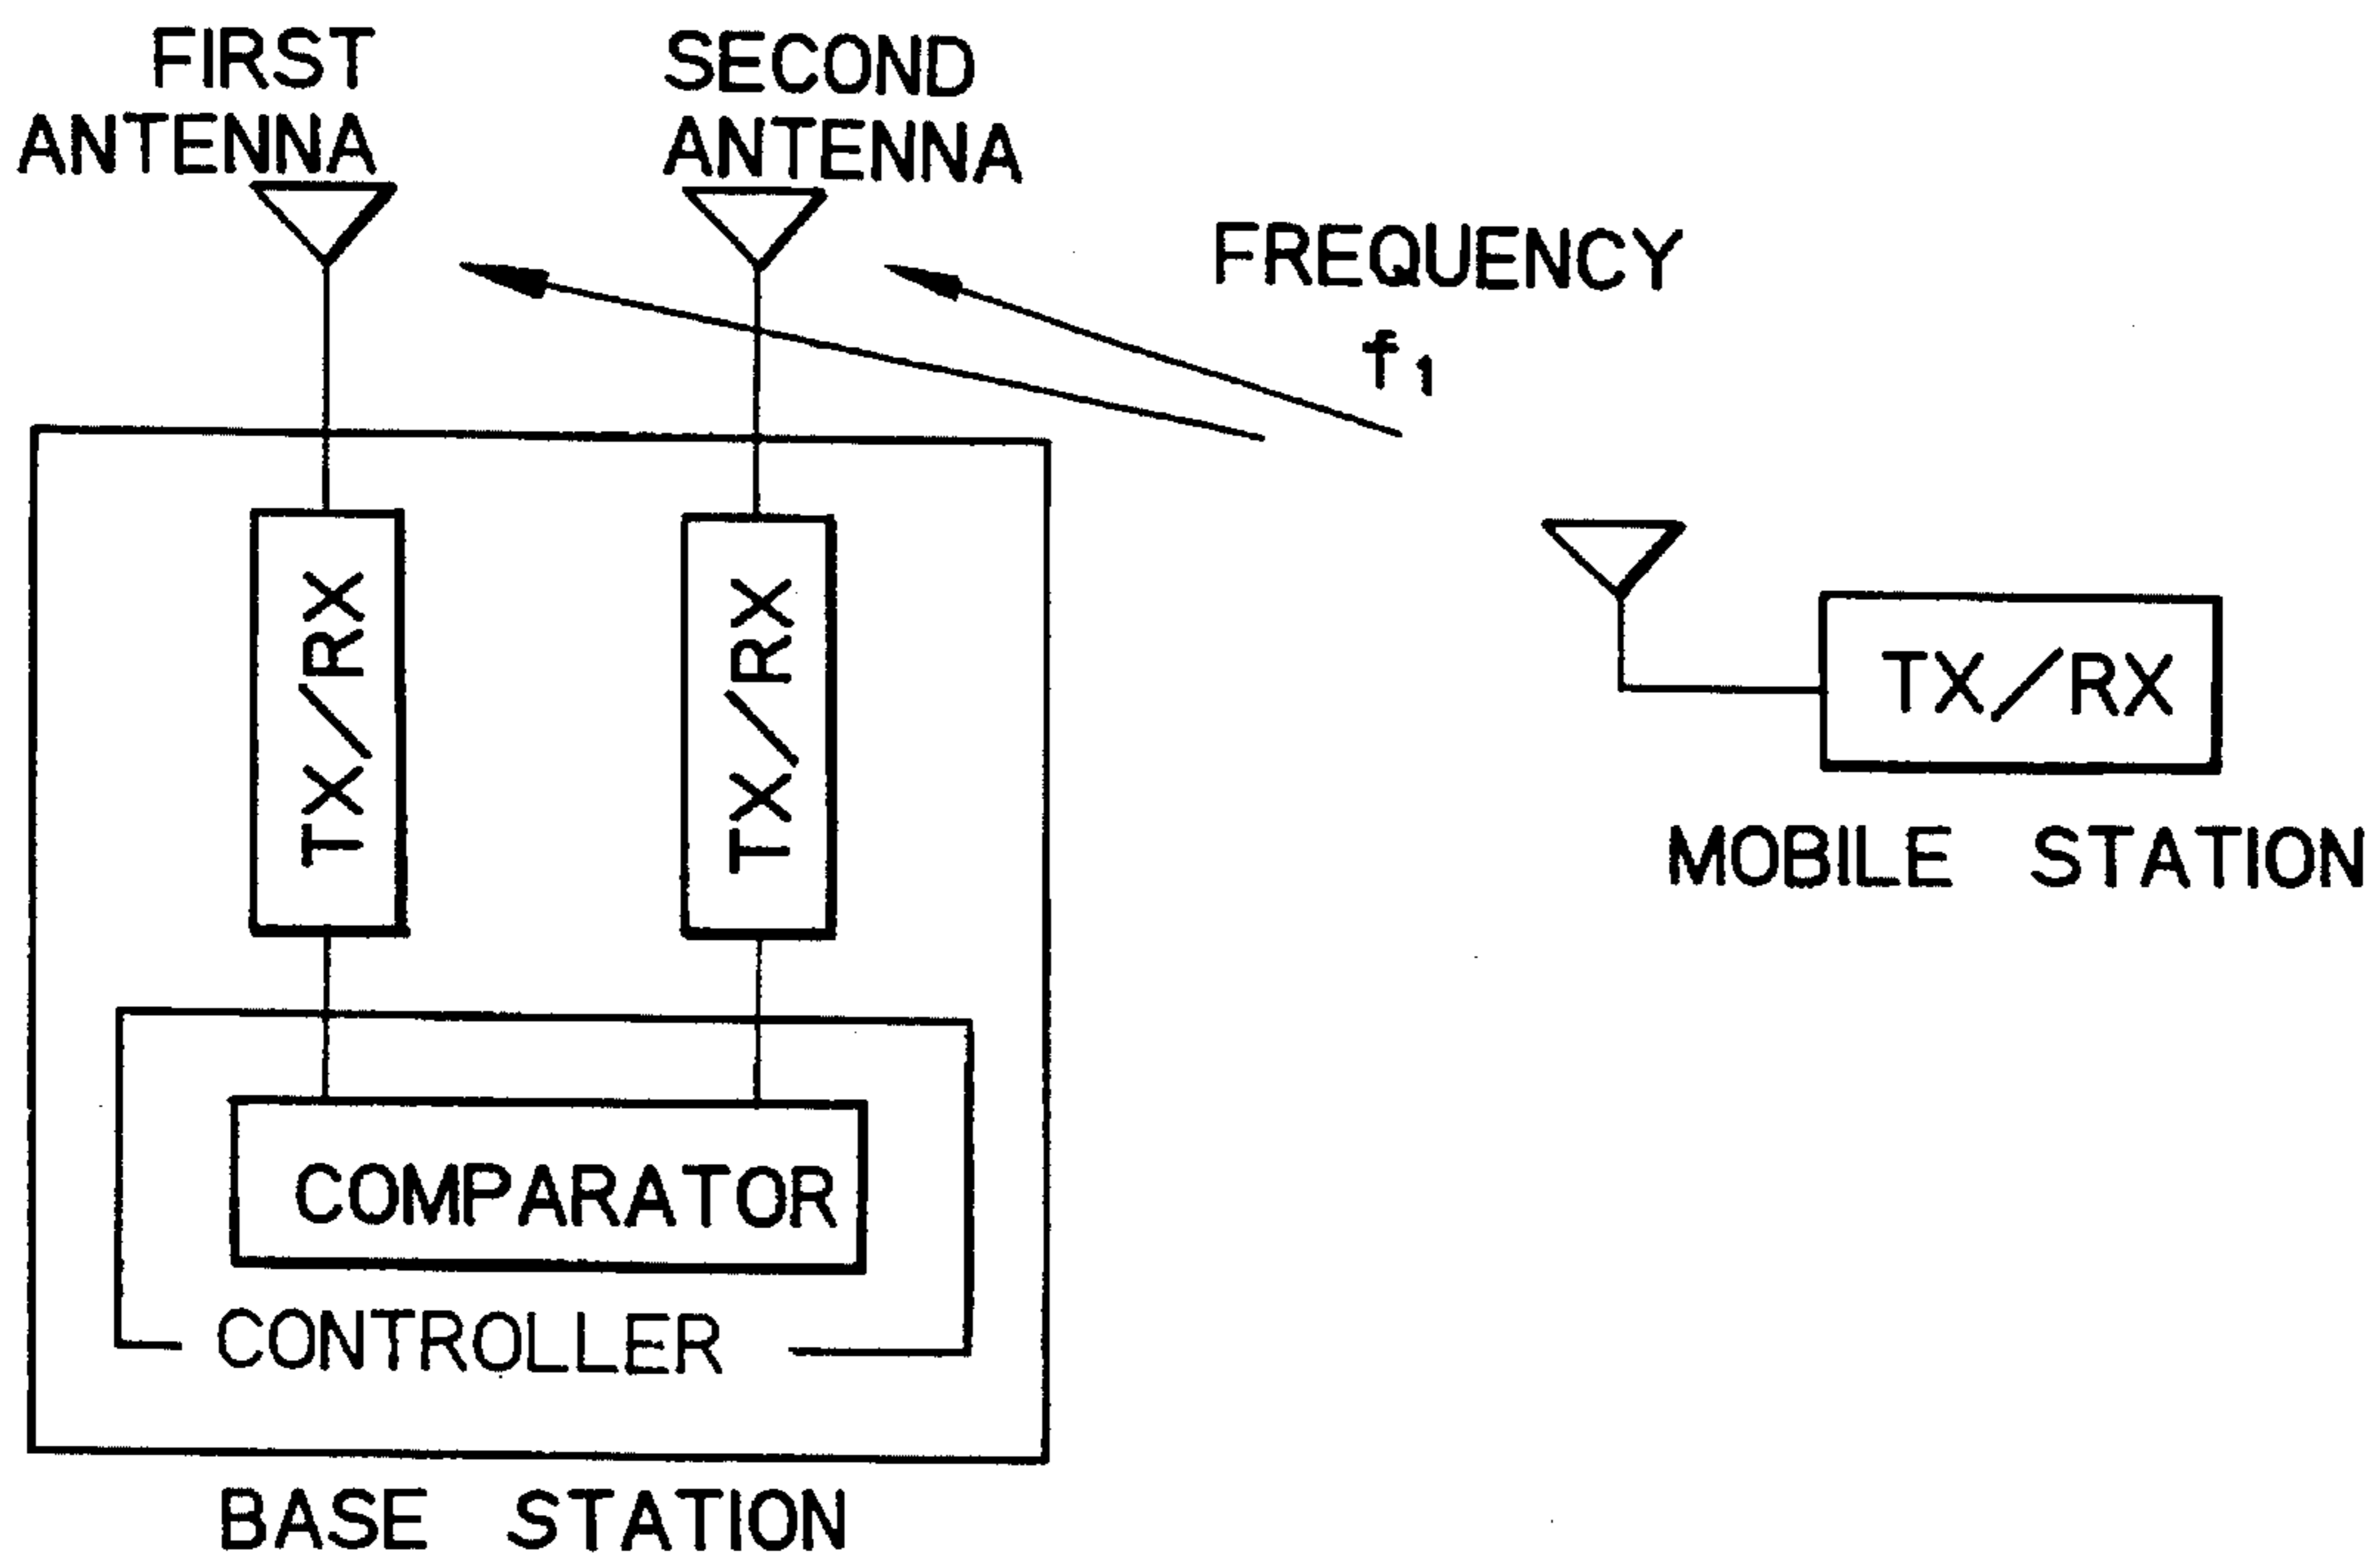 FIRST
ANTENNA
SECOND
ANTENNA
FREQUENCY
f1
TX/RX
TX/RX
TX/RX
MOBILE STATION
COMPARATOR
CONTROLLER
BASE STATION